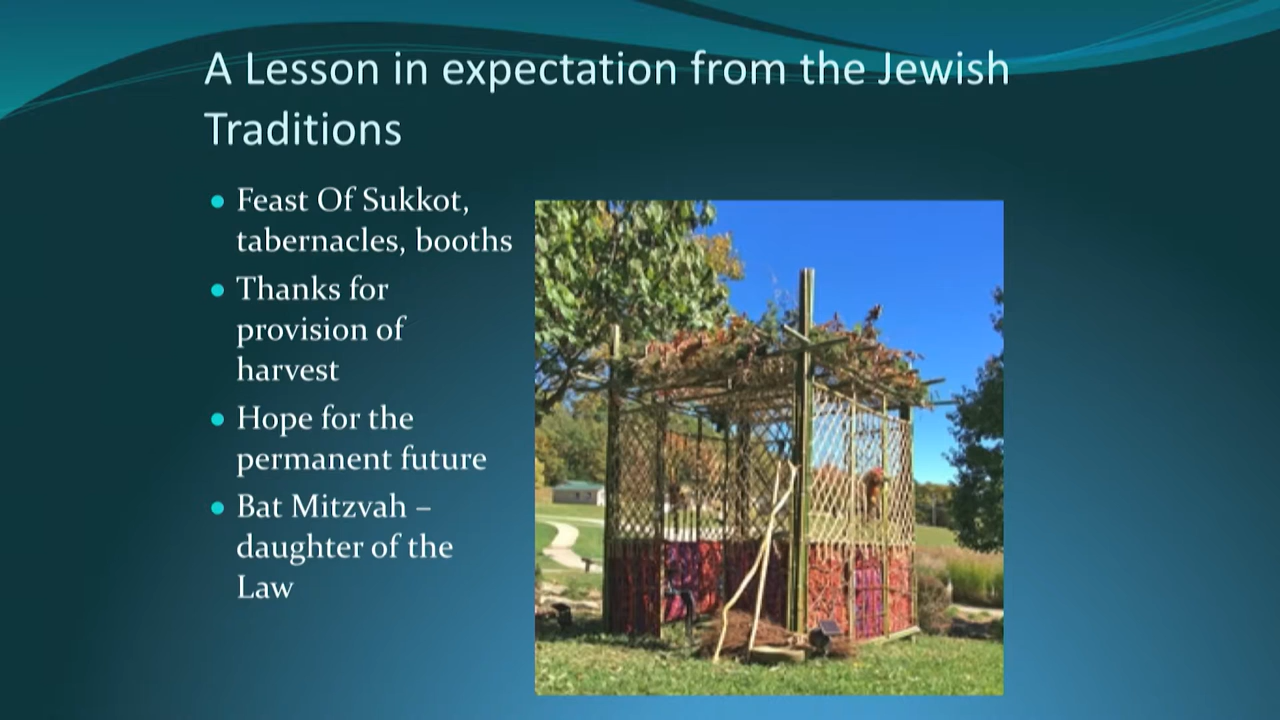 A Lesson in expectation from the Jewish
Traditions
• Feast Of Sukkot,
tabernacles, booths
• Thanks for
provision of
harvest
• Hope for the
permanent future
• Bat Mitzvah –
daughter of the
Law